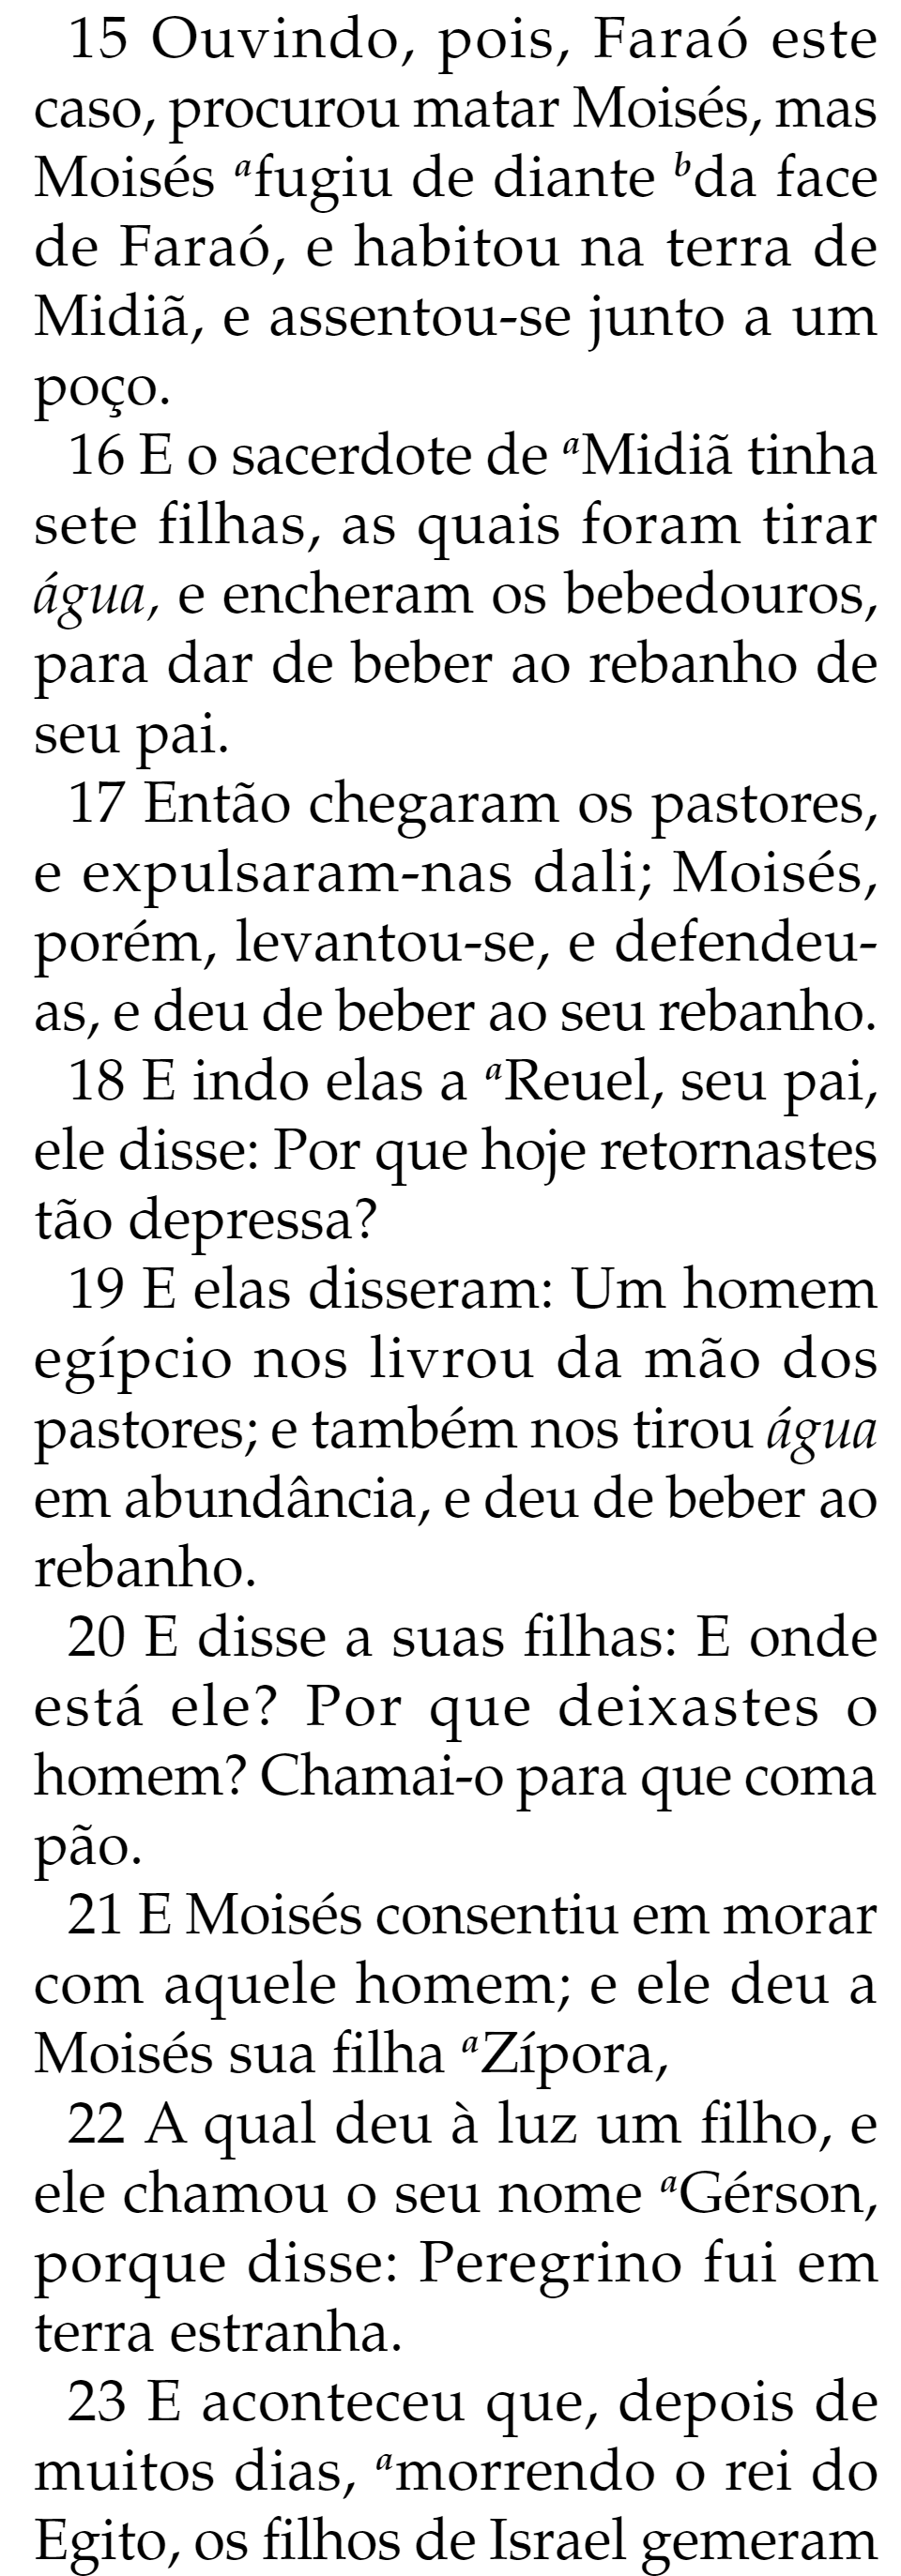 15 Ouvindo, pois, Faraó este
caso, procurou matar Moisés, mas
Moisés ᵃfugiu de diante ᵇda face
de Faraó, e habitou na terra de
Midiã, e assentou-se junto a um
poço.
16 E o sacerdote de ᵃMidiã tinha
sete filhas, as quais foram tirar
água, e encheram os bebedouros,
para dar de beber ao rebanho de
seu pai.
17 Então chegaram os pastores,
e expulsaram-nas dali; Moisés,
porém, levantou-se, e defendeu-
as, e deu de beber ao seu rebanho.
18 E indo elas a ᵃReuel, seu pai,
ele disse: Por que hoje retornastes
tão depressa?
19 E elas disseram: Um homem
egípcio nos livrou da mão dos
pastores; e também nos tirou água
em abundância, e deu de beber ao
rebanho.
20 E disse a suas filhas: E onde
está ele? Por que deixastes o
homem? Chamai-o para que coma
pão.
21 E Moisés consentiu em morar
com aquele homem; e ele deu a
Moisés sua filha ᵃZípora,
22 A qual deu à luz um filho, e
ele chamou o seu nome ᵃGérson,
porque disse: Peregrino fui em
terra estranha.
23 E aconteceu que, depois de
muitos dias, ᵃmorrendo o rei do
Egito, os filhos de Israel gemeram